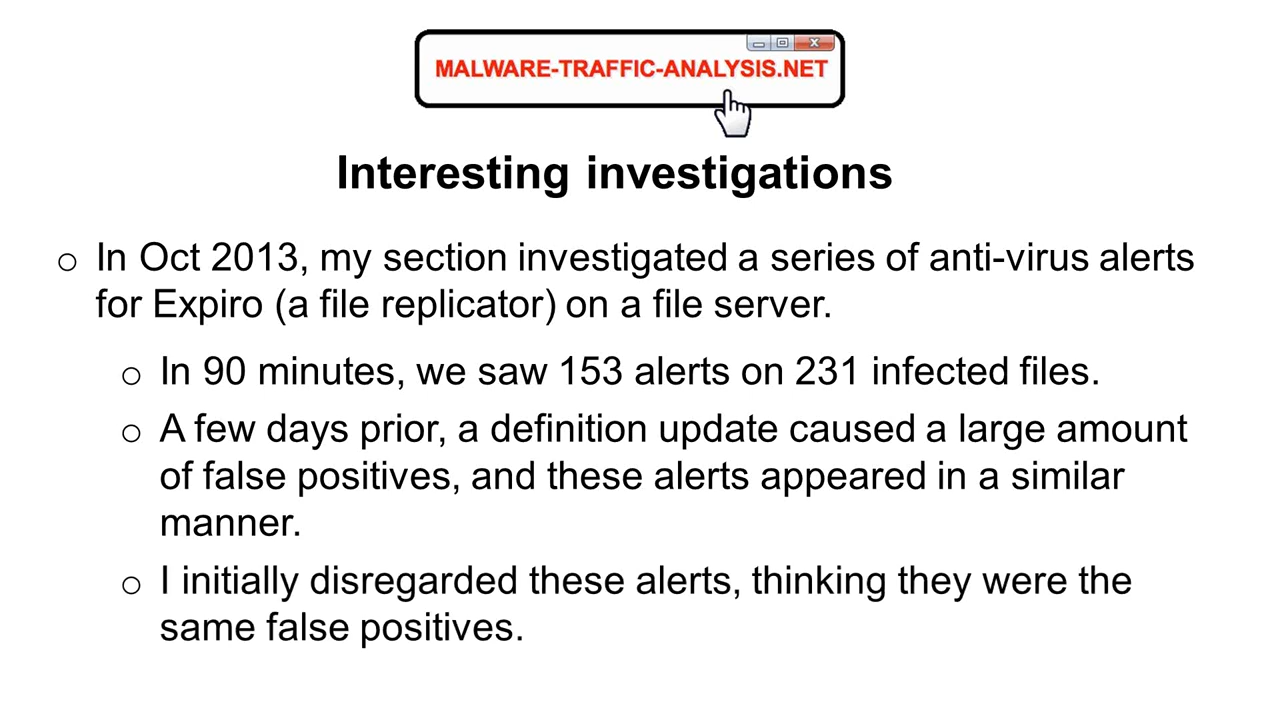 MALWARE-TRAFFIC-ANALYSIS.NET
Interesting investigations
o In Oct 2013, my section investigated a series of anti-virus alerts
for Expiro (a file replicator) on a file server.
o In 90 minutes, we saw 153 alerts on 231 infected files.
o A few days prior, a definition update caused a large amount
of false positives, and these alerts appeared in a similar
manner.
o I initially disregarded these alerts, thinking they were the
same false positives.